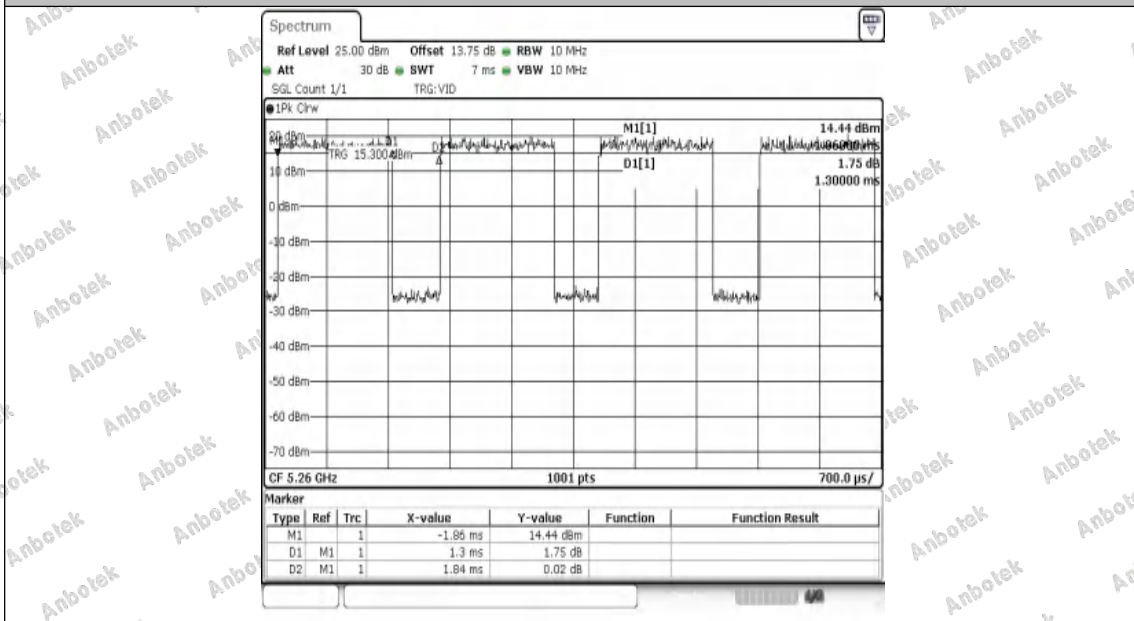 Spectrum
Ref Level 25.00 dBm Offset 13.75 dB RBW 10 MHz
Att 30 dB SWT 7 ms VBW 10 MHz
SGL Count 1/1 TRG:VID
1Pk Clrw
M1[1] 14.44 dBm
20 dBm
D1
TRG 15.300 dBm
D2
D1[1] 1.75 dB
10 dBm
1.30000 ms
0 dBm
-10 dBm
-20 dBm
-30 dBm
-40 dBm
-50 dBm
-60 dBm
-70 dBm
CF 5.26 GHz 1001 pts 700.0 µs/
Marker
Type Ref Trc X-value Y-value Function Function Result
M1 1 -1.86 ms 14.44 dBm
D1 M1 1 1.3 ms 1.75 dB
D2 M1 1 1.84 ms 0.02 dB
Anbotek